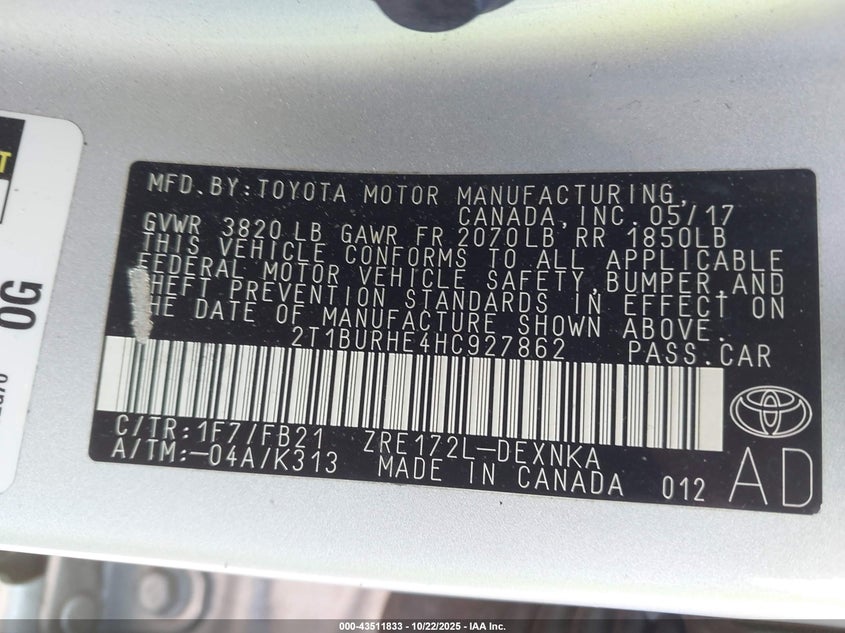 MFD.BY:TOYOTA MOTOR MANUFACTURING,
CANADA,INC.05/17
GVWR 3820LB GAWR FR 2070LB RR 1850LB
THIS VEHICLE CONFORMS TO ALL APPLICABLE
FEDERAL MOTOR VEHICLE SAFETY,BUMPER,AND
THEFT PREVENTION STANDARDS IN EFFECT ON
THE DATE OF MANUFACTURE SHOWN ABOVE.
2T1BURHE4HC927862 PASS.CAR
C/TR:1F7/FB21 ZRE172L-DEXNKA
A/TM:-04A/K313 MADE IN CANADA 012 AD
OG
000-43511833 - 10/22/2025 - IAA Inc.